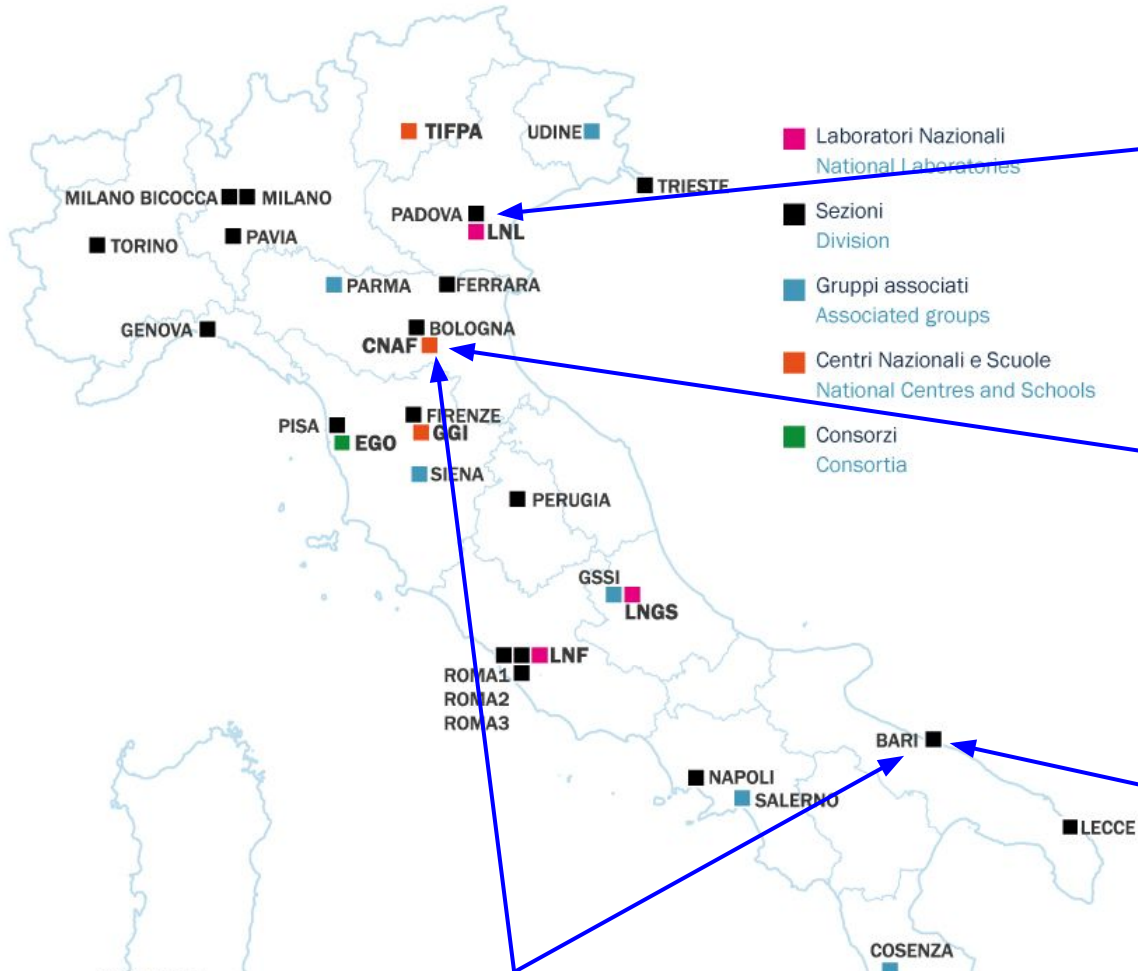 TIFPA
UDINE
TRIESTE
MILANO BICOCCA
MILANO
PADOVA
LNL
TORINO
PAVIA
PARMA
FERRARA
GENOVA
BOLOGNA
CNAF
PISA
EGO
FIRENZE
GGI
SIENA
PERUGIA
GSSI
LNGS
LNF
ROMA1
ROMA2
ROMA3
BARI
NAPOLI
SALERNO
LECCE
COSENZA
Laboratori Nazionali
National Laboratories
Sezioni
Division
Gruppi associati
Associated groups
Centri Nazionali e Scuole
National Centres and Schools
Consorzi
Consortia